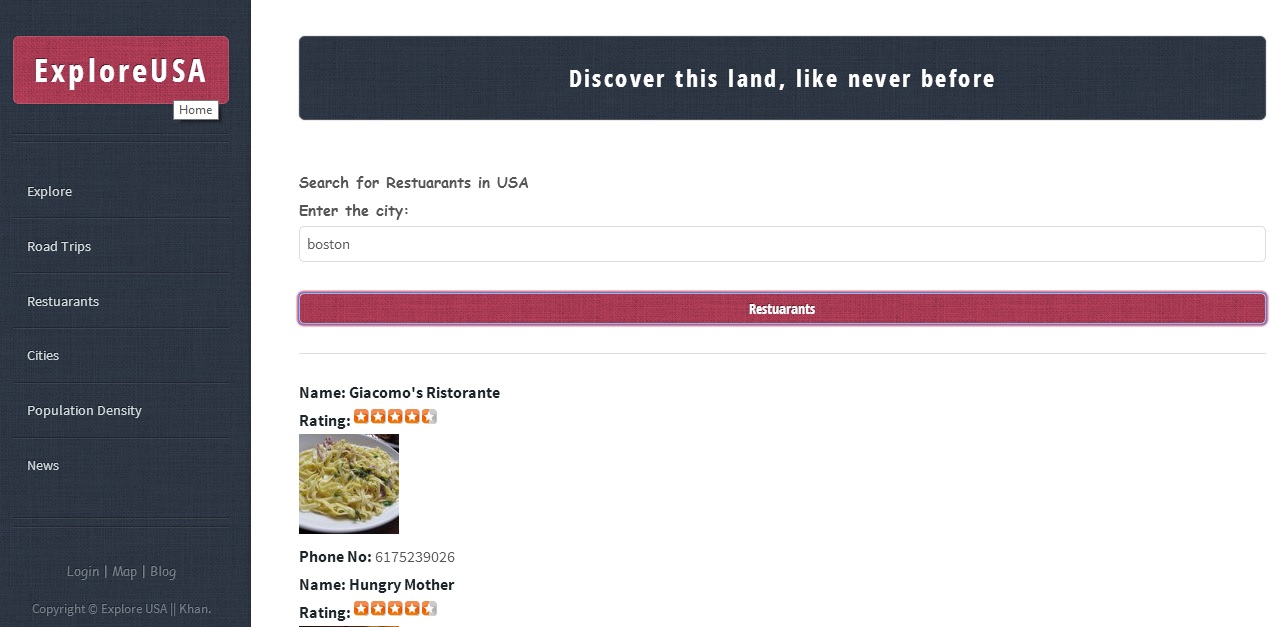 ExploreUSA
Home
Explore
Road Trips
Restuarants
Cities
Population Density
News
Login | Map | Blog
Copyright © Explore USA || Khan.
Discover this land, like never before
Search for Restuarants in USA
Enter the city:
boston
Restuarants
Name: Giacomo's Ristorante
Rating:
Phone No: 6175239026
Name: Hungry Mother
Rating: